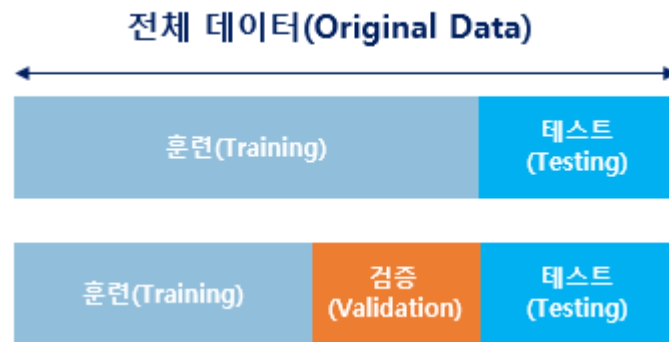 전체 데이터(Original Data)
훈련(Training)
테스트
(Testing)
훈련(Training)
검증
(Validation)
테스트
(Testing)